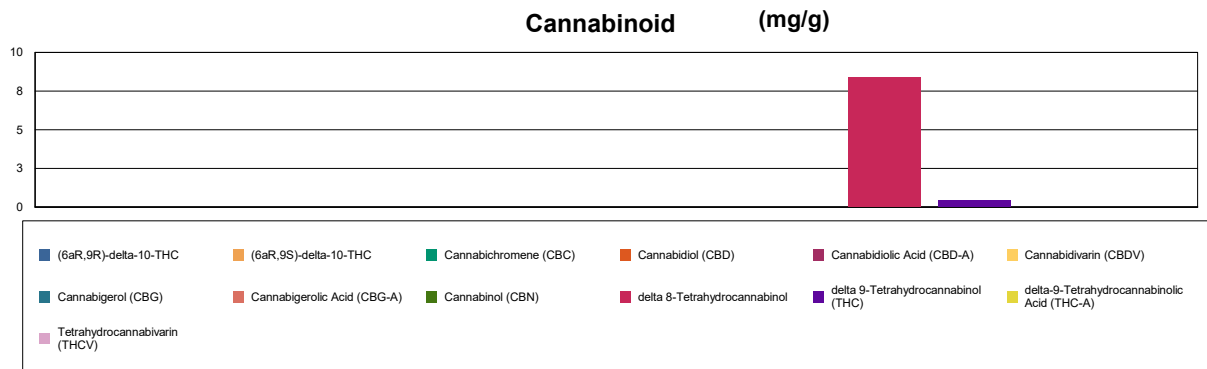 Cannabinoid (mg/g)
10
8
5
3
0
(6aR,9R)-delta-10-THC
(6aR,9S)-delta-10-THC
Cannabichromene (CBC)
Cannabidiol (CBD)
Cannabidiolic Acid (CBD-A)
Cannabidivarin (CBDV)
Cannabigerol (CBG)
Cannabigerolic Acid (CBG-A)
Cannabinol (CBN)
delta 8-Tetrahydrocannabinol
delta 9-Tetrahydrocannabinol
(THC)
delta-9-Tetrahydrocannabinolic
Acid (THC-A)
Tetrahydrocannabivarin
(THCV)